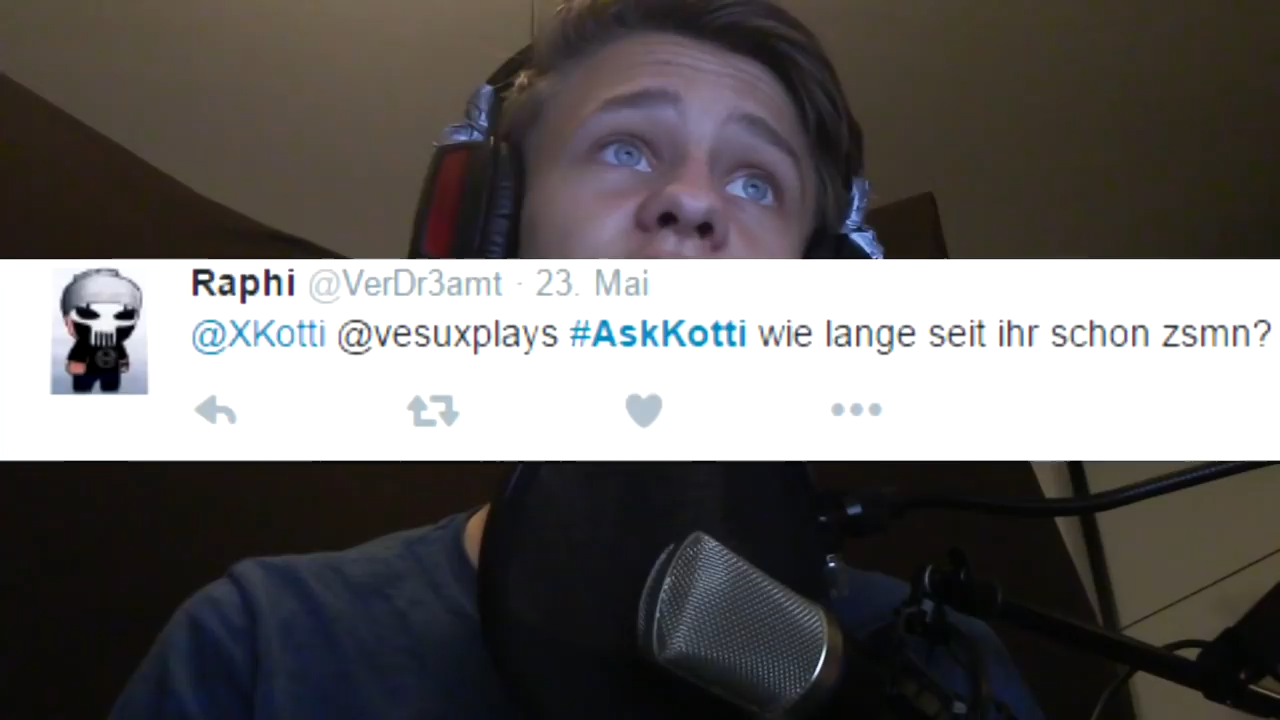 Raphi @VerDr3amt · 23. Mai
@XKotti @vesuxplays #AskKotti wie lange seit ihr schon zsmn?